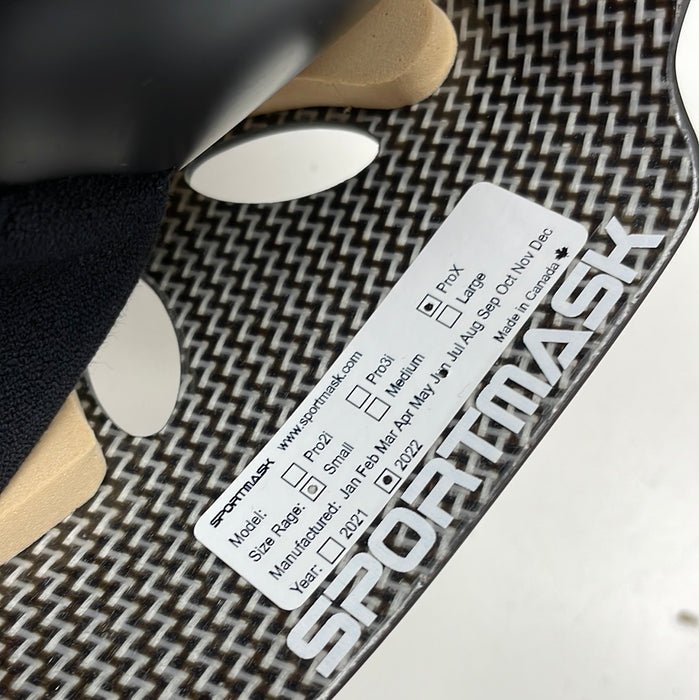 SPORTMASK www.sportmask.com
Model: Pro2i Pro3i ProX
Size Rage: Small Medium Large
Manufactured: Jan Feb Mar Apr May Jun Jul Aug Sep Oct Nov Dec
Year: 2021 2022 Made in Canada
SPORTMASK